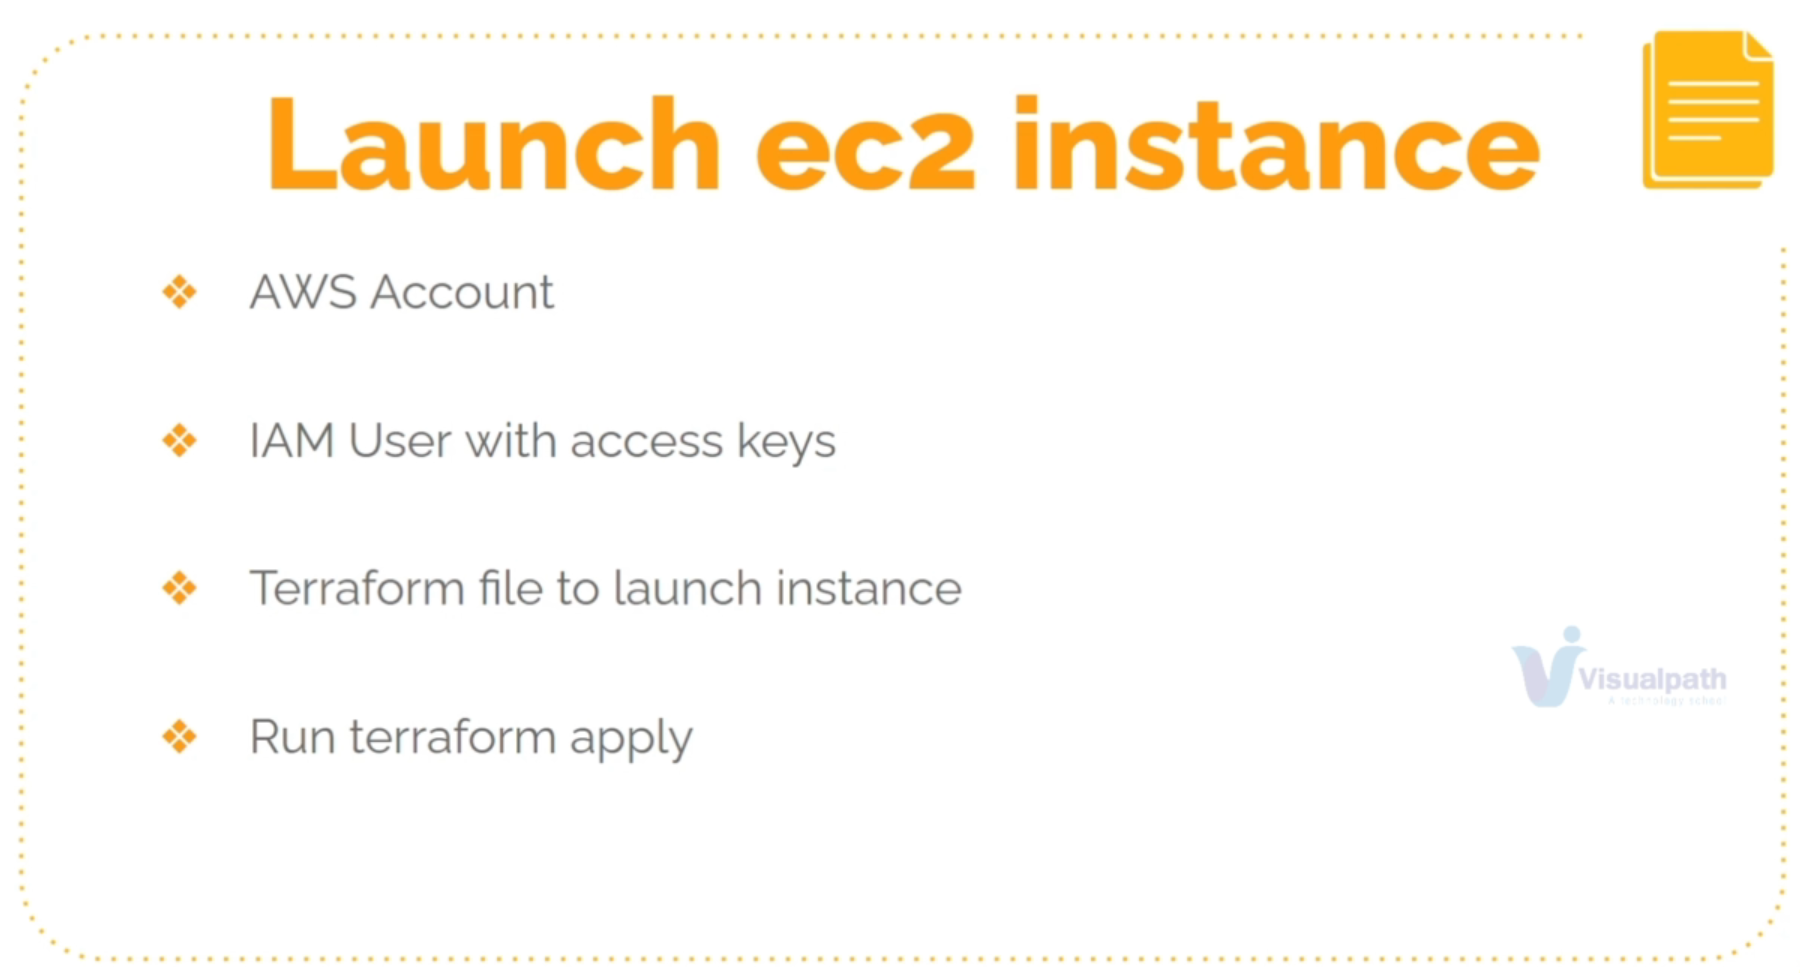 Launch ec2 instance
AWS Account
IAM User with access keys
Terraform file to launch instance
Visualpath
A technology school
Run terraform apply